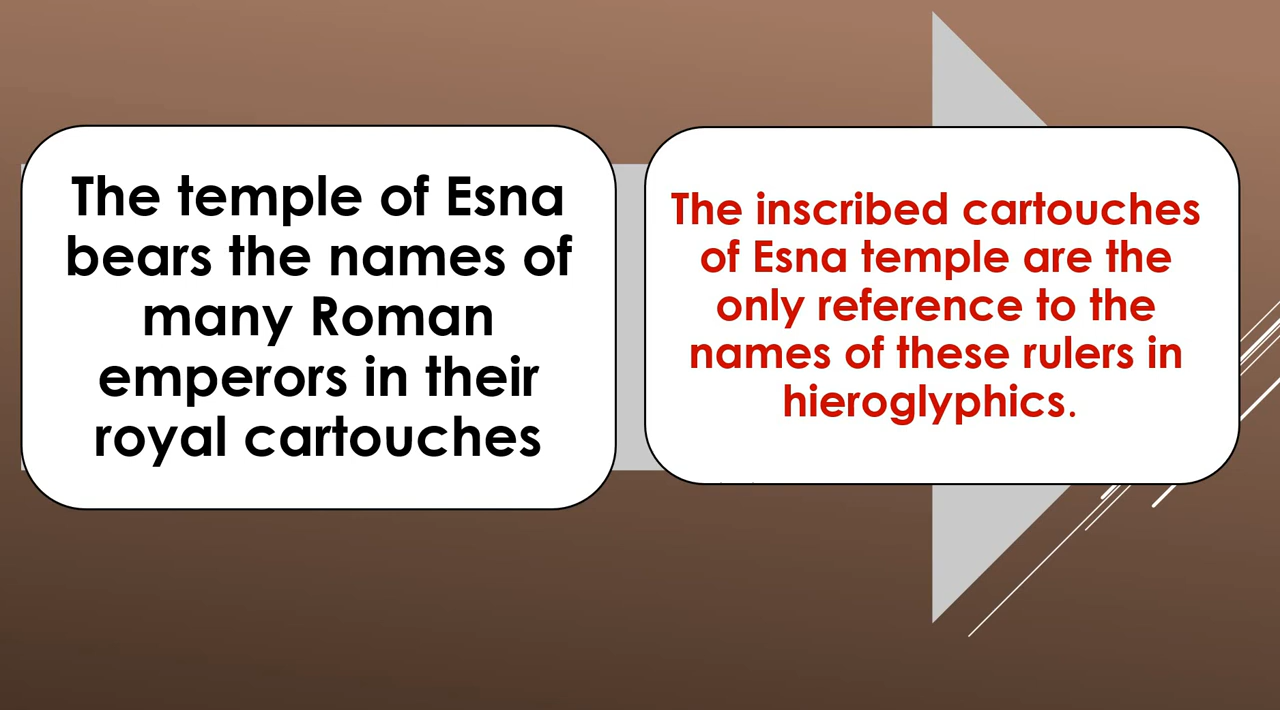 The temple of Esna
bears the names of
many Roman
emperors in their
royal cartouches
The inscribed cartouches
of Esna temple are the
only reference to the
names of these rulers in
hieroglyphics.